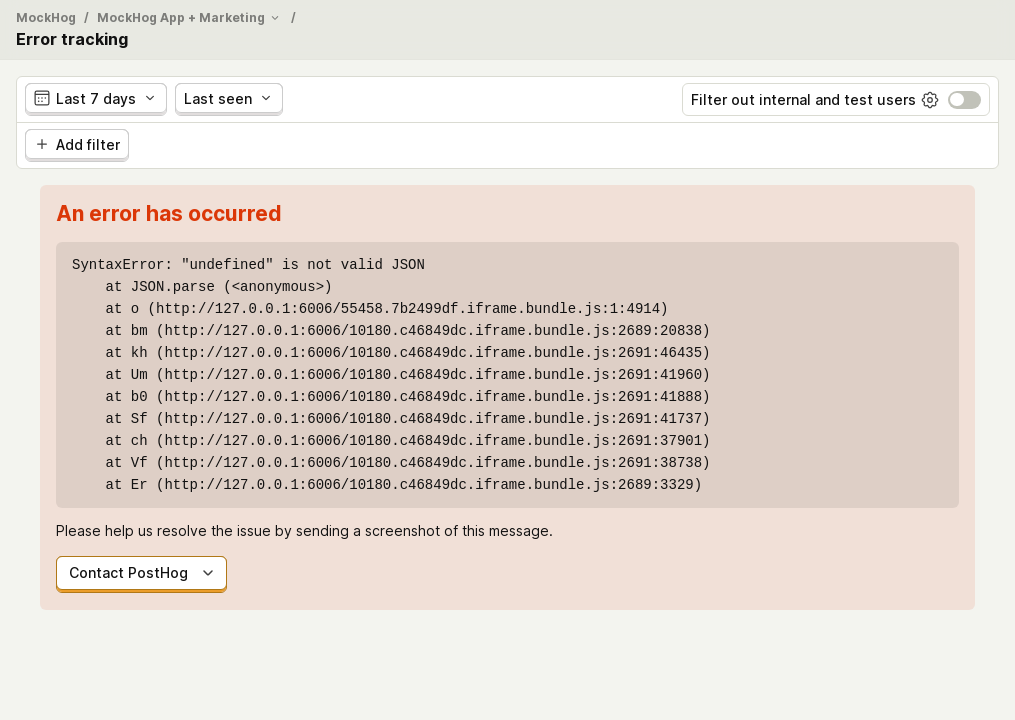 MockHog / MockHog App + Marketing /
Error tracking
Last 7 days Last seen Filter out internal and test users
Add filter
An error has occurred
SyntaxError: "undefined" is not valid JSON
    at JSON.parse (<anonymous>)
    at o (http://127.0.0.1:6006/55458.7b2499df.iframe.bundle.js:1:4914)
    at bm (http://127.0.0.1:6006/10180.c46849dc.iframe.bundle.js:2689:20838)
    at kh (http://127.0.0.1:6006/10180.c46849dc.iframe.bundle.js:2691:46435)
    at Um (http://127.0.0.1:6006/10180.c46849dc.iframe.bundle.js:2691:41960)
    at b0 (http://127.0.0.1:6006/10180.c46849dc.iframe.bundle.js:2691:41888)
    at Sf (http://127.0.0.1:6006/10180.c46849dc.iframe.bundle.js:2691:41737)
    at ch (http://127.0.0.1:6006/10180.c46849dc.iframe.bundle.js:2691:37901)
    at Vf (http://127.0.0.1:6006/10180.c46849dc.iframe.bundle.js:2691:38738)
    at Er (http://127.0.0.1:6006/10180.c46849dc.iframe.bundle.js:2689:3329)
Please help us resolve the issue by sending a screenshot of this message.
Contact PostHog